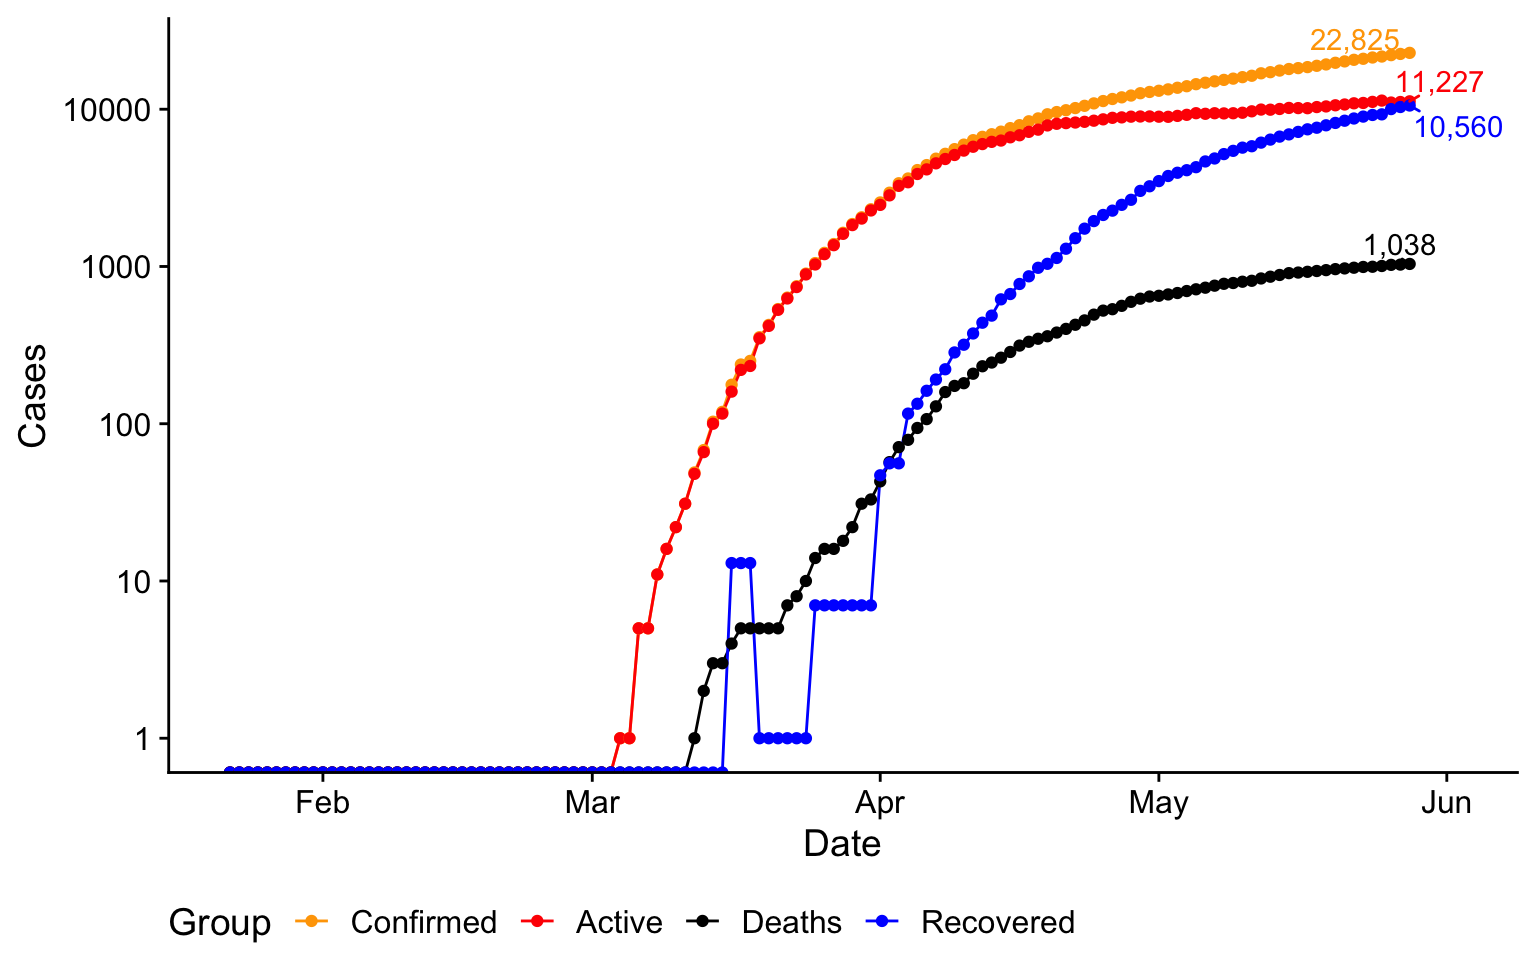 22,825
11,227
10,560
1,038
10000
1000
100
10
1
Cases
Feb Mar Apr May Jun
Date
Group Confirmed Active Deaths Recovered